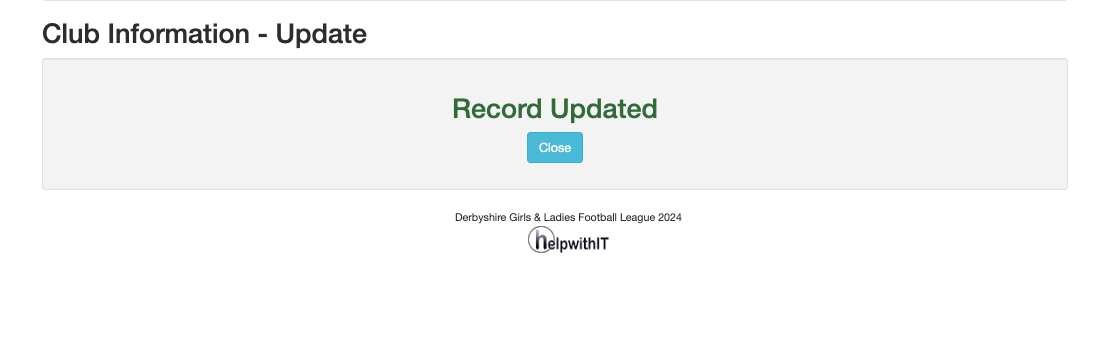 Club Information - Update
Record Updated
Close
Derbyshire Girls & Ladies Football League 2024
helpwithIT